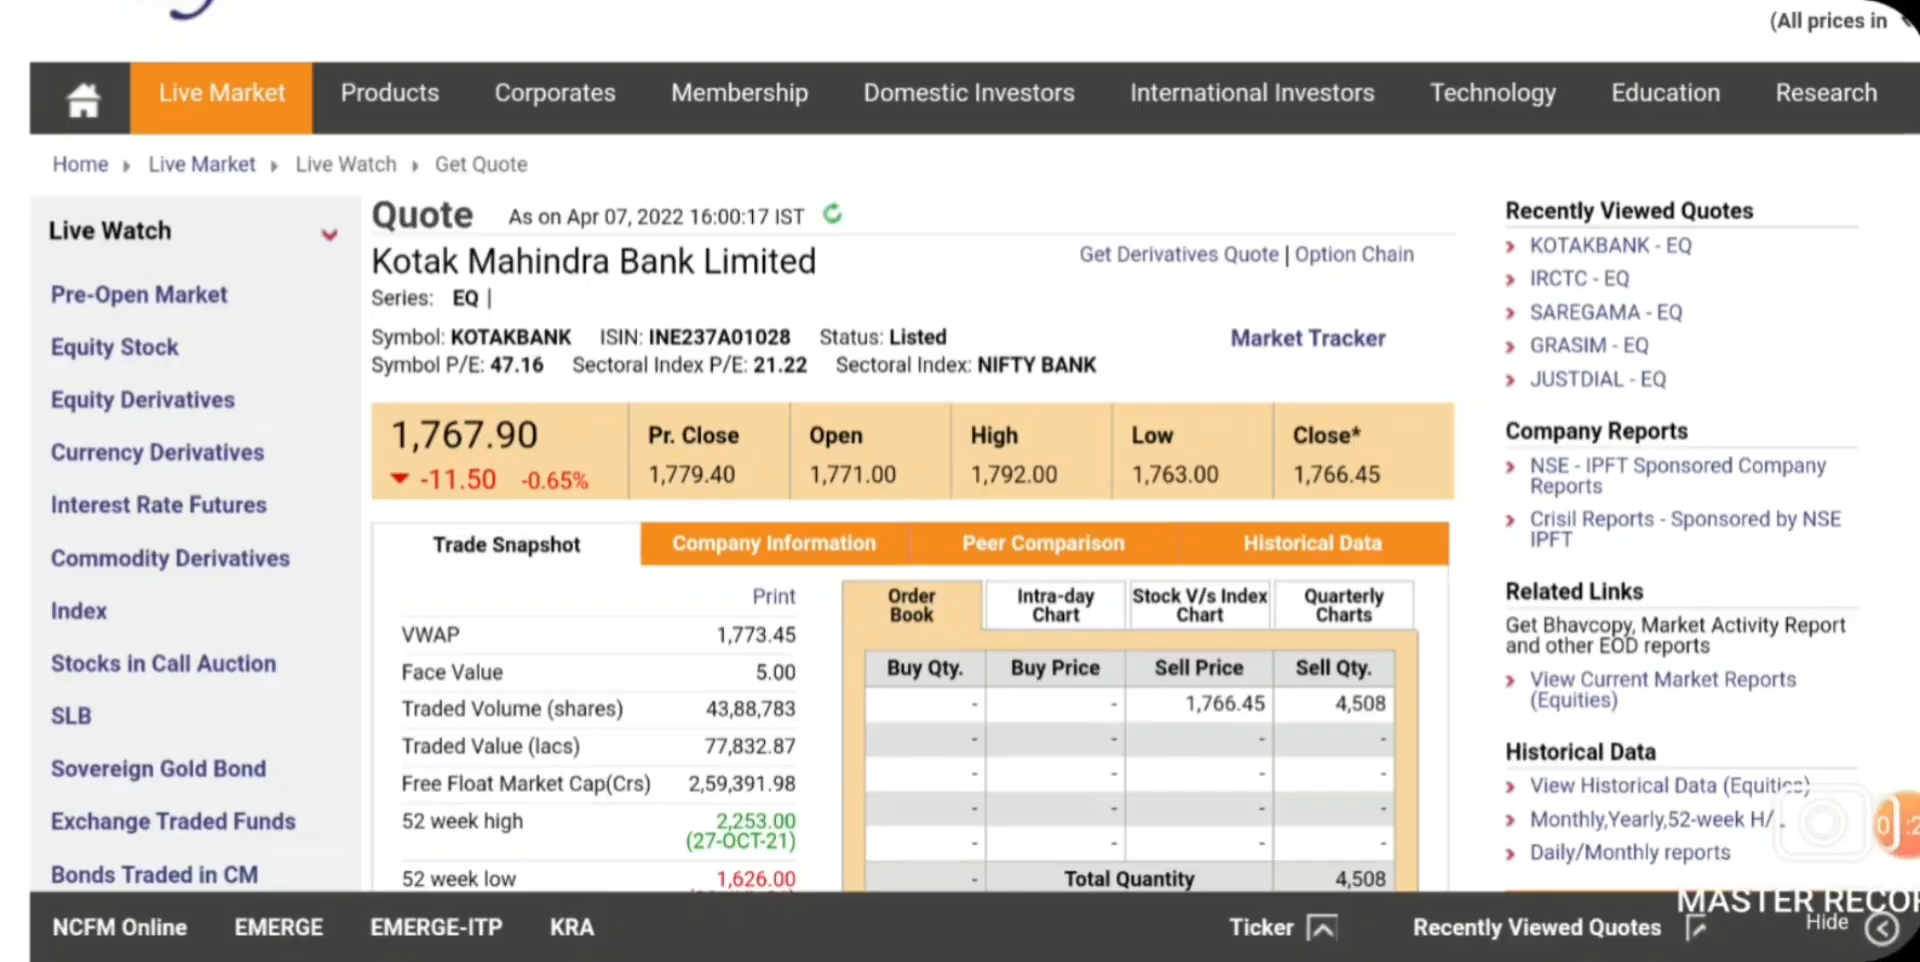 (All prices in
Live Market Products Corporates Membership Domestic Investors International Investors Technology Education Research
Home Live Market Live Watch Get Quote
Live Watch
Pre-Open Market
Equity Stock
Equity Derivatives
Currency Derivatives
Interest Rate Futures
Commodity Derivatives
Index
Stocks in Call Auction
SLB
Sovereign Gold Bond
Exchange Traded Funds
Bonds Traded in CM
Quote As on Apr 07, 2022 16:00:17 IST
Kotak Mahindra Bank Limited
Get Derivatives Quote | Option Chain
Series: EQ |
Symbol: KOTAKBANK ISIN: INE237A01028 Status: Listed
Market Tracker
Symbol P/E: 47.16 Sectoral Index P/E: 21.22 Sectoral Index: NIFTY BANK
1,767.90 Pr. Close Open High Low Close*
-11.50 -0.65% 1,779.40 1,771.00 1,792.00 1,763.00 1,766.45
Trade Snapshot Company Information Peer Comparison Historical Data
Print
VWAP 1,773.45
Face Value 5.00
Traded Volume (shares) 43,88,783
Traded Value (lacs) 77,832.87
Free Float Market Cap(Crs) 2,59,391.98
52 week high 2,253.00
(27-OCT-21)
52 week low 1,626.00
Order Intra-day Stock V/s Index Quarterly
Book Chart Chart Charts
Buy Qty. Buy Price Sell Price Sell Qty.
- - 1,766.45 4,508
- - - -
- - - -
- - - -
- - - -
- Total Quantity 4,508
Recently Viewed Quotes
KOTAKBANK - EQ
IRCTC - EQ
SAREGAMA - EQ
GRASIM - EQ
JUSTDIAL - EQ
Company Reports
NSE - IPFT Sponsored Company
Reports
Crisil Reports - Sponsored by NSE
IPFT
Related Links
Get Bhavcopy, Market Activity Report
and other EOD reports
View Current Market Reports
(Equities)
Historical Data
View Historical Data (Equities)
Monthly,Yearly,52-week H/
Daily/Monthly reports
MASTER RECOR
NCFM Online EMERGE EMERGE-ITP KRA Ticker Recently Viewed Quotes Hide